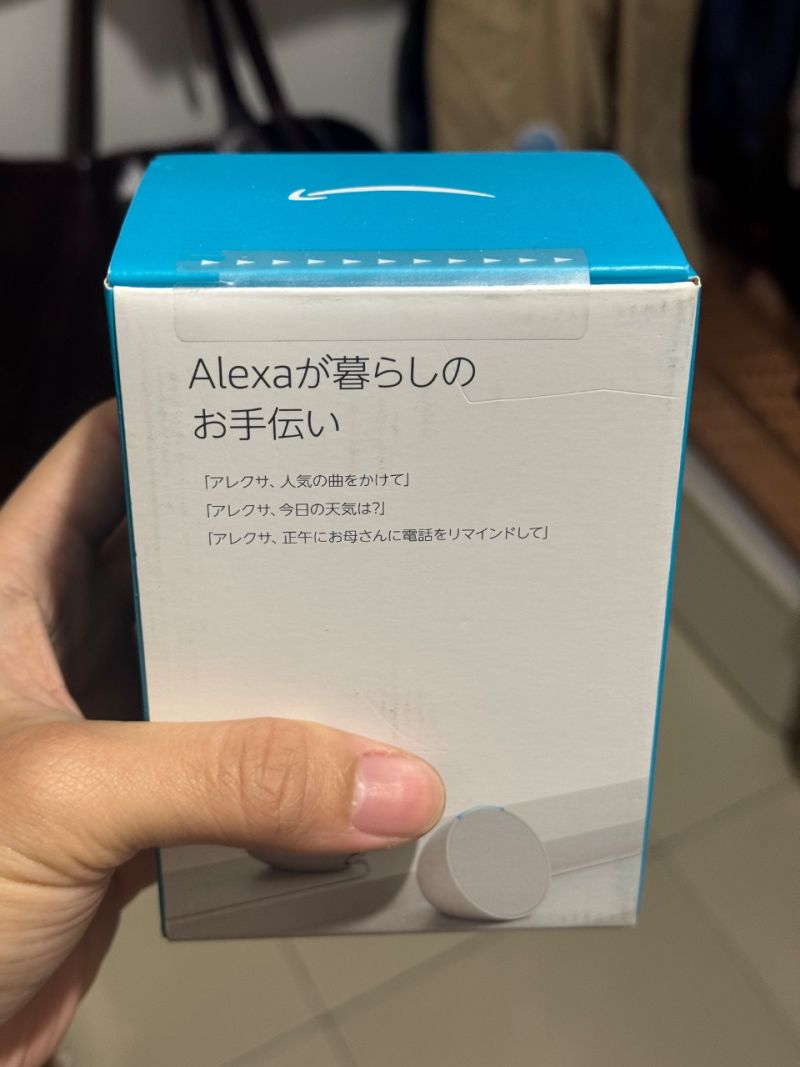 Alexaが暮らしの
お手伝い
「アレクサ、人気の曲をかけて」
「アレクサ、今日の天気は?」
「アレクサ、正午にお母さんに電話をリマインドして」